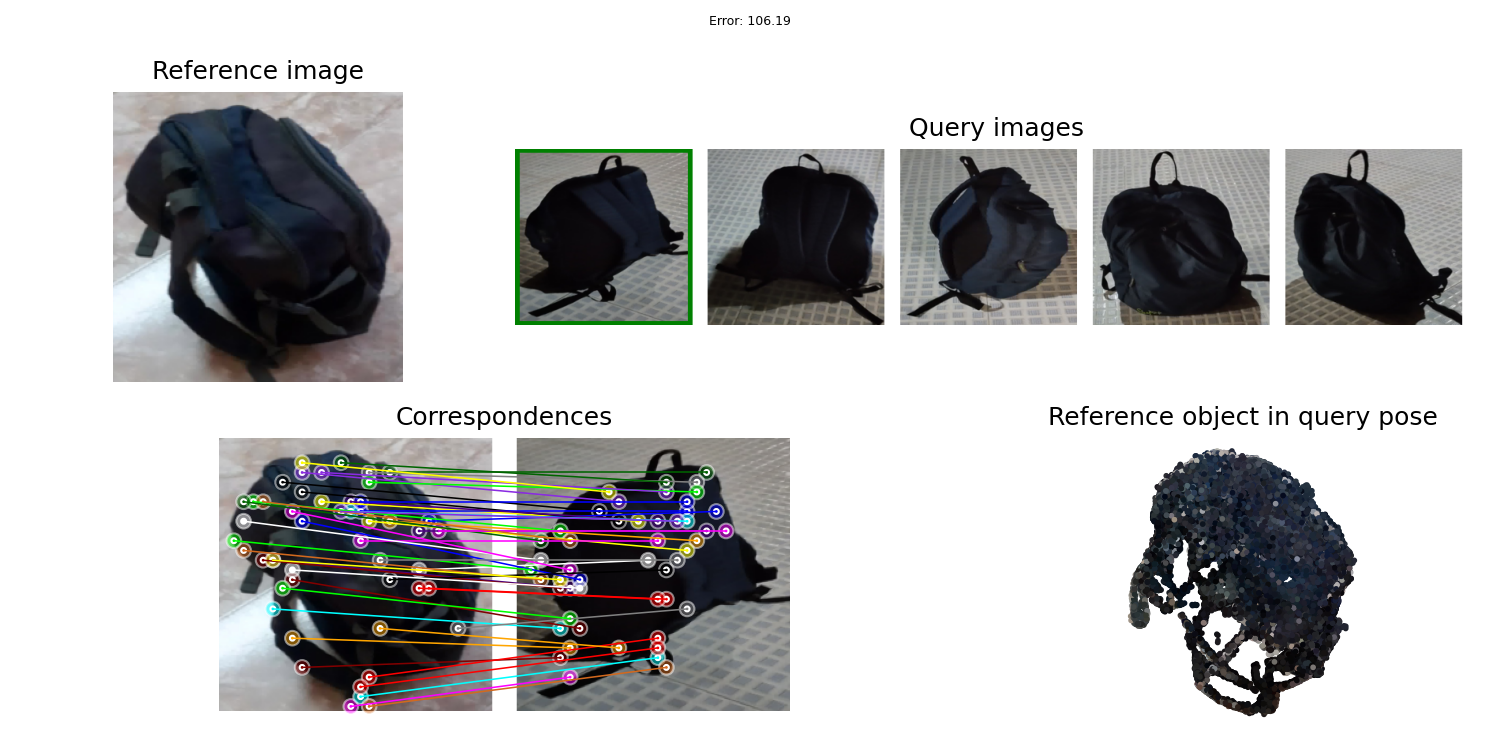 Error: 106.19
Reference image
Query images
Correspondences
Reference object in query pose